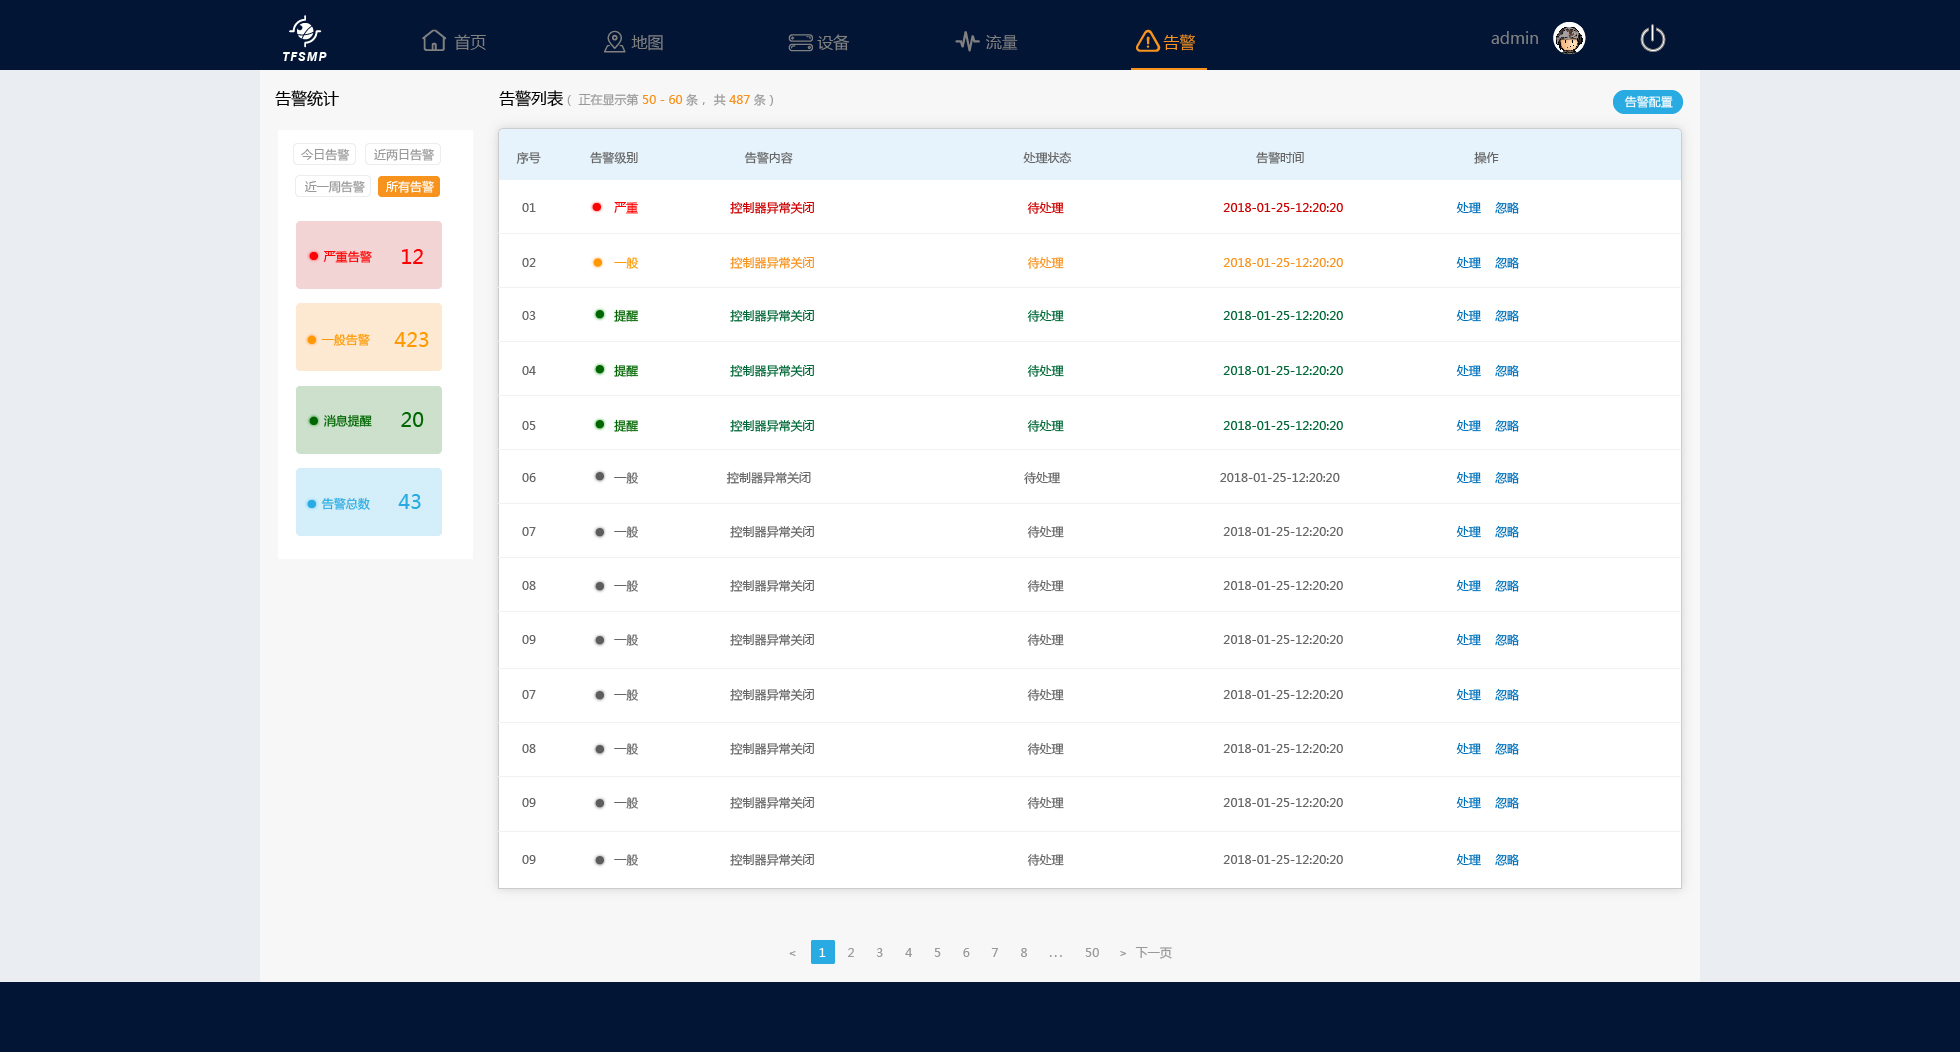 TFSMP
首页
地图
设备
流量
告警
admin
告警统计
今日告警 近两日告警
近一周告警 所有告警
严重告警 12
一般告警 423
消息提醒 20
告警总数 43
告警列表 ( 正在显示第 50 - 60 条 ，共 487 条 )
告警配置
序号 告警级别 告警内容 处理状态 告警时间 操作
01 严重 控制器异常关闭 待处理 2018-01-25-12:20:20 处理 忽略
02 一般 控制器异常关闭 待处理 2018-01-25-12:20:20 处理 忽略
03 提醒 控制器异常关闭 待处理 2018-01-25-12:20:20 处理 忽略
04 提醒 控制器异常关闭 待处理 2018-01-25-12:20:20 处理 忽略
05 提醒 控制器异常关闭 待处理 2018-01-25-12:20:20 处理 忽略
06 一般 控制器异常关闭 待处理 2018-01-25-12:20:20 处理 忽略
07 一般 控制器异常关闭 待处理 2018-01-25-12:20:20 处理 忽略
08 一般 控制器异常关闭 待处理 2018-01-25-12:20:20 处理 忽略
09 一般 控制器异常关闭 待处理 2018-01-25-12:20:20 处理 忽略
07 一般 控制器异常关闭 待处理 2018-01-25-12:20:20 处理 忽略
08 一般 控制器异常关闭 待处理 2018-01-25-12:20:20 处理 忽略
09 一般 控制器异常关闭 待处理 2018-01-25-12:20:20 处理 忽略
09 一般 控制器异常关闭 待处理 2018-01-25-12:20:20 处理 忽略
< 1 2 3 4 5 6 7 8 ... 50 > 下一页